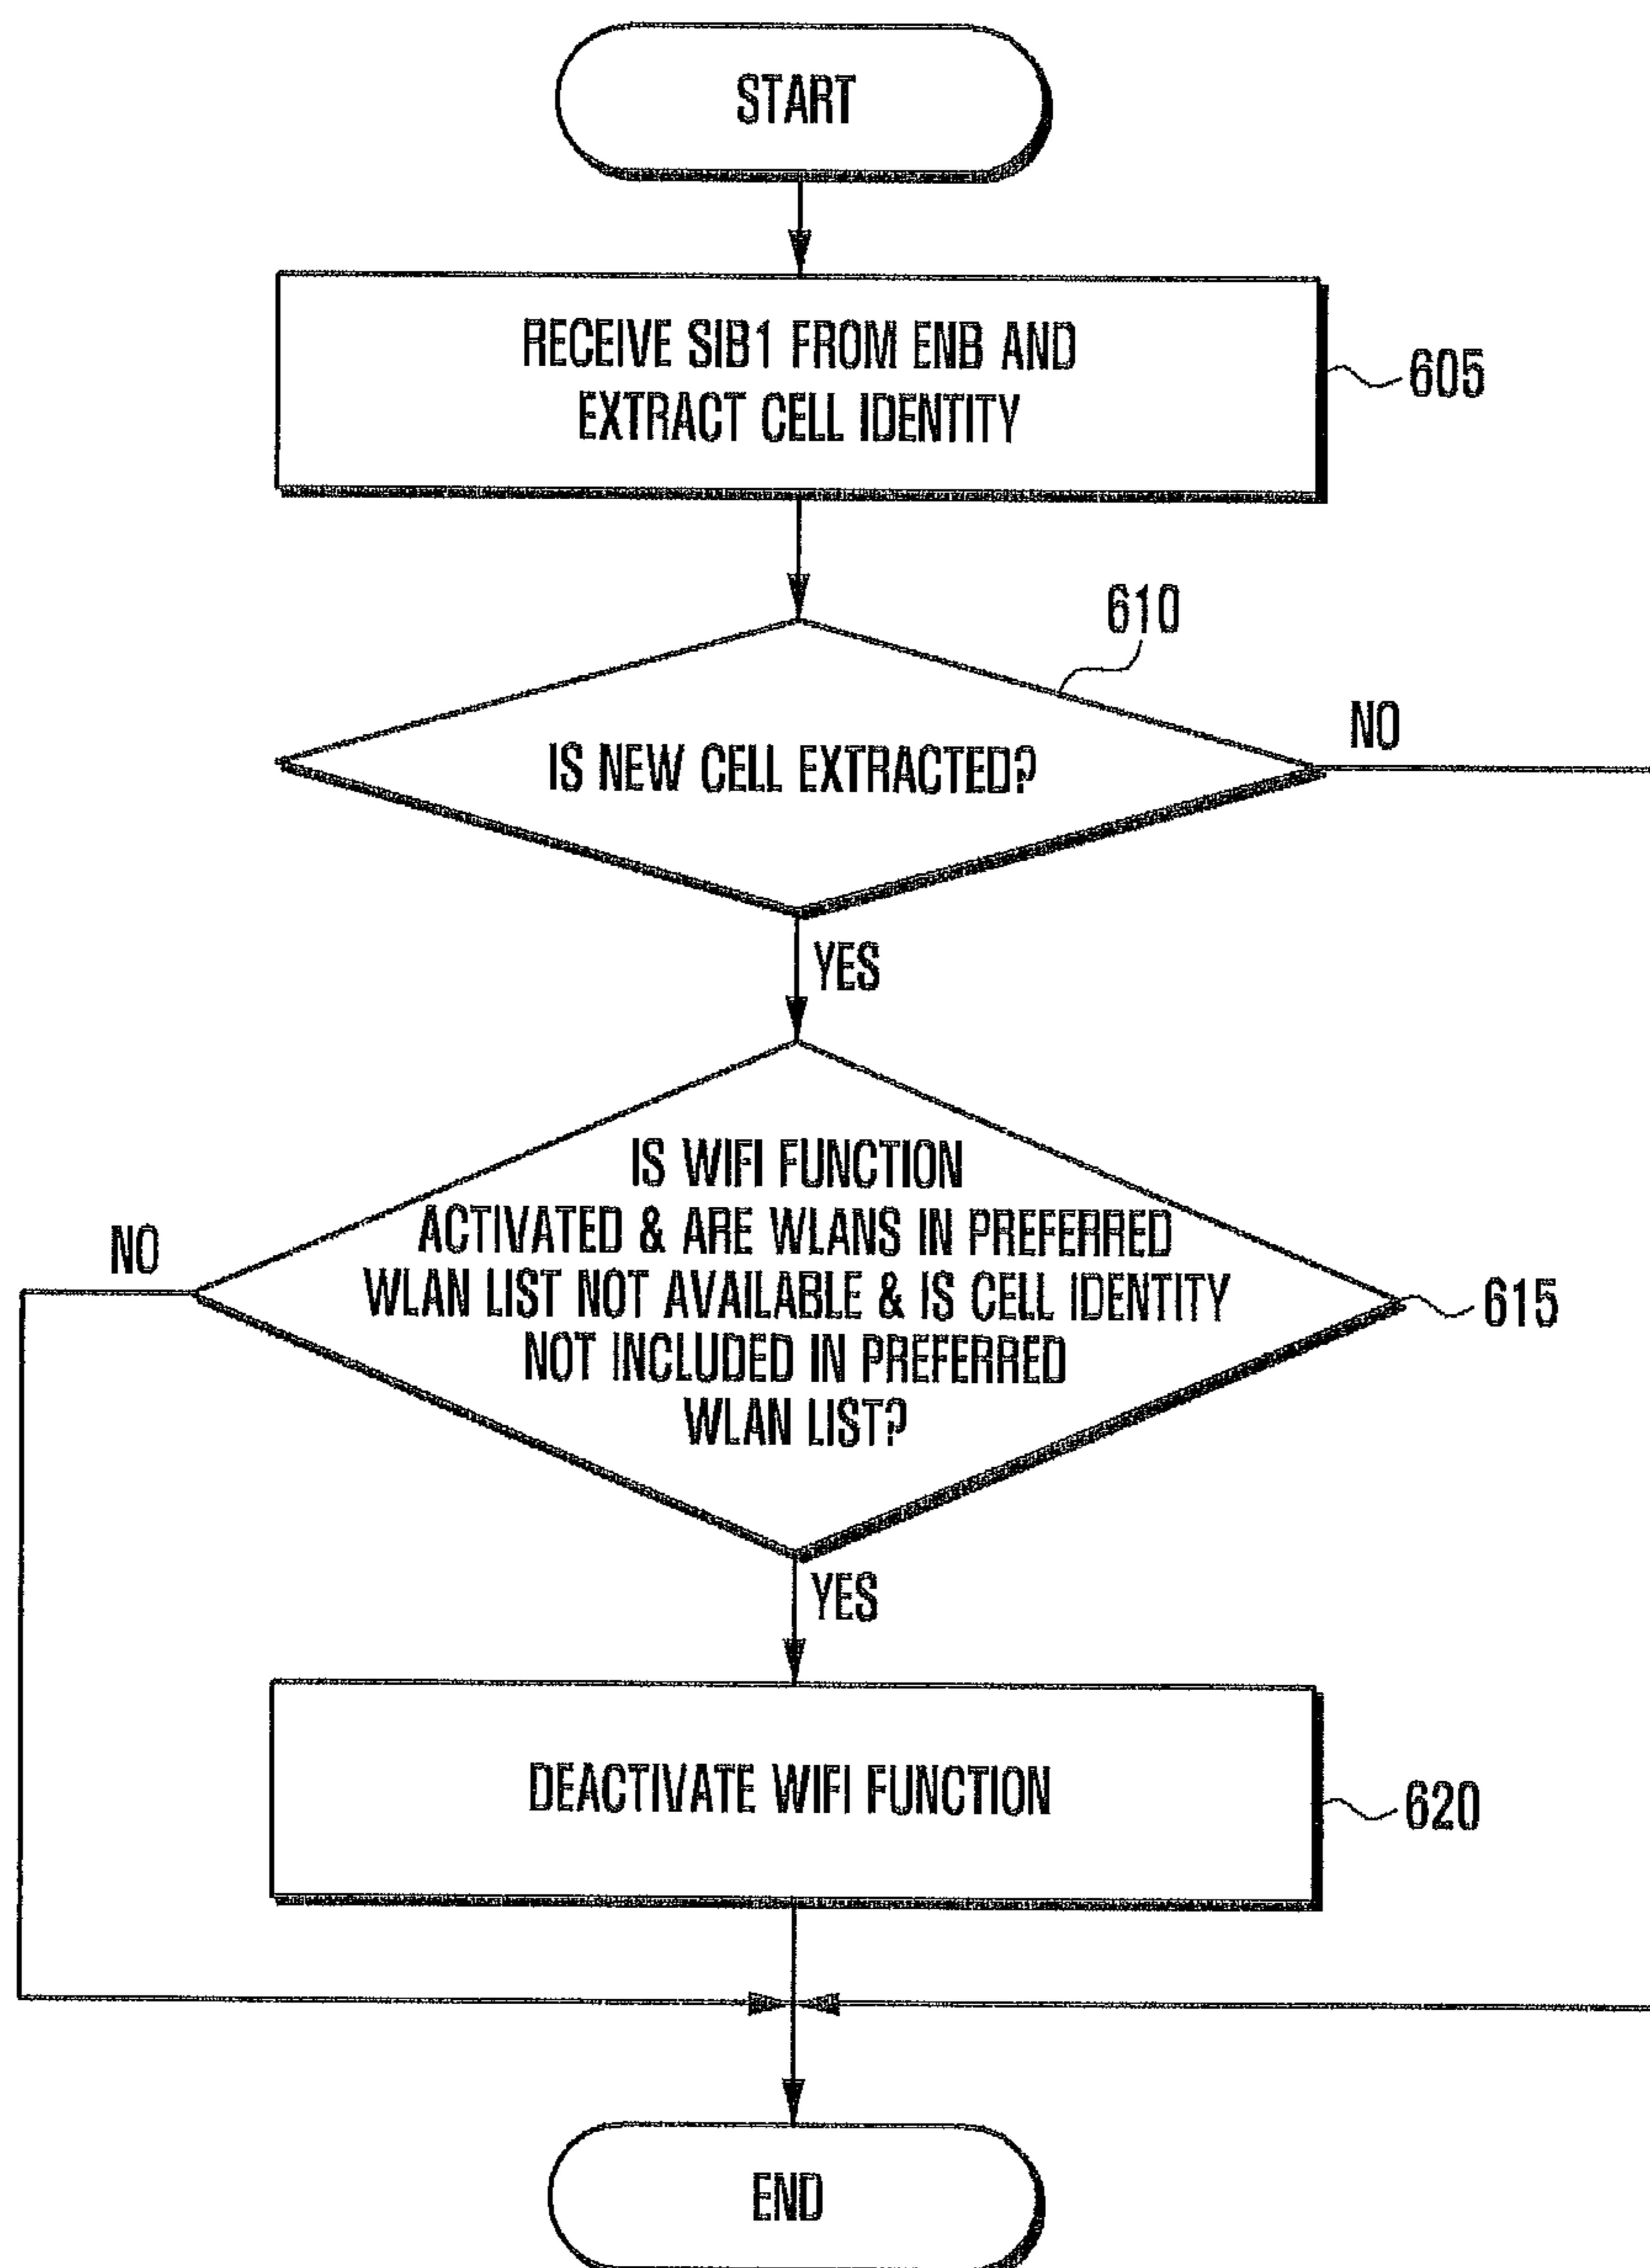 START
RECEIVE SIB1 FROM ENB AND
EXTRACT CELL IDENTITY
605
610
IS NEW CELL EXTRACTED?
NO
YES
IS WIFI FUNCTION
ACTIVATED & ARE WLANS IN PREFERRED
WLAN LIST NOT AVAILABLE & IS CELL IDENTITY
NOT INCLUDED IN PREFERRED
WLAN LIST?
NO
615
YES
DEACTIVATE WIFI FUNCTION
620
END